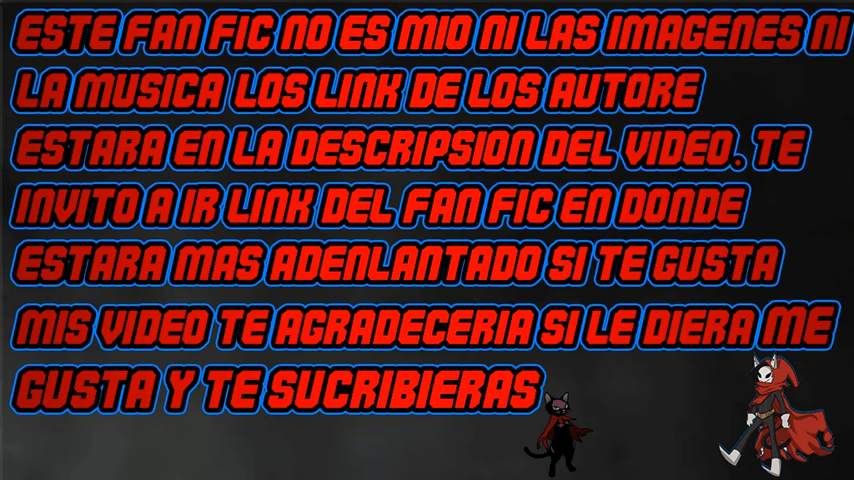 ESTE FAN FIC NO ES MIO NI LAS IMAGENES NI
LA MUSICA LOS LINK DE LOS AUTORE
ESTARA EN LA DESCRIPSION DEL VIDEO. TE
INVITO A IR LINK DEL FAN FIC EN DONDE
ESTARA MAS ADENLANTADO SI TE GUSTA
MIS VIDEO TE AGRADECERIA SI LE DIERA ME
GUSTA Y TE SUCRIBIERAS